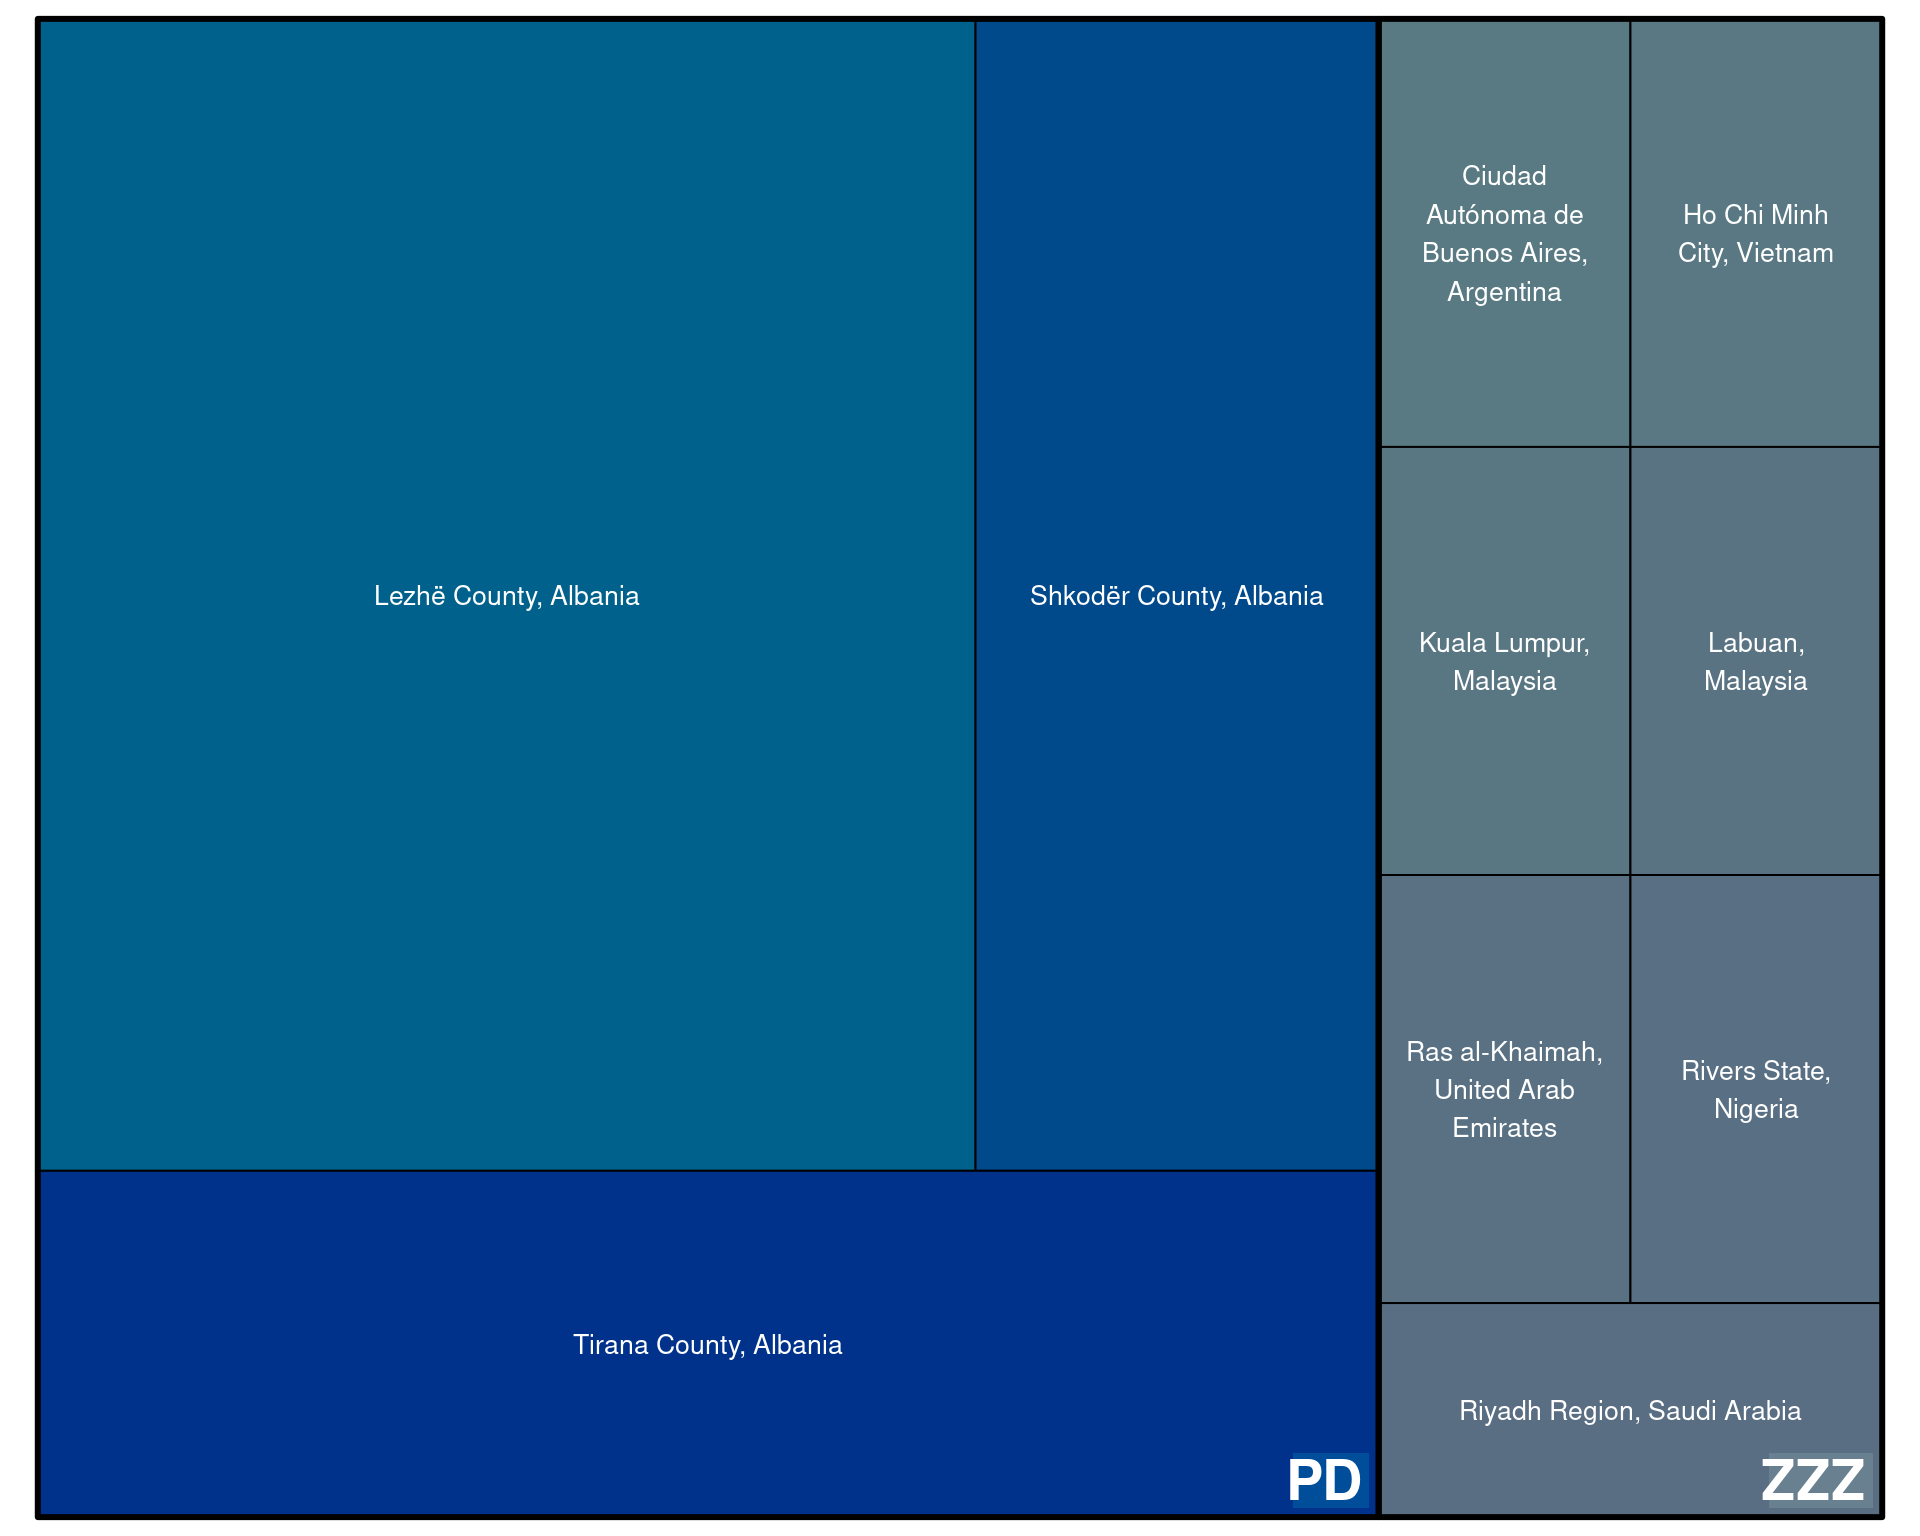 Lezhë County, Albania
Shkodër County, Albania
Tirana County, Albania
PD
Ciudad
Autónoma de
Buenos Aires,
Argentina
Ho Chi Minh
City, Vietnam
Kuala Lumpur,
Malaysia
Labuan,
Malaysia
Ras al-Khaimah,
United Arab
Emirates
Rivers State,
Nigeria
Riyadh Region, Saudi Arabia
ZZZ